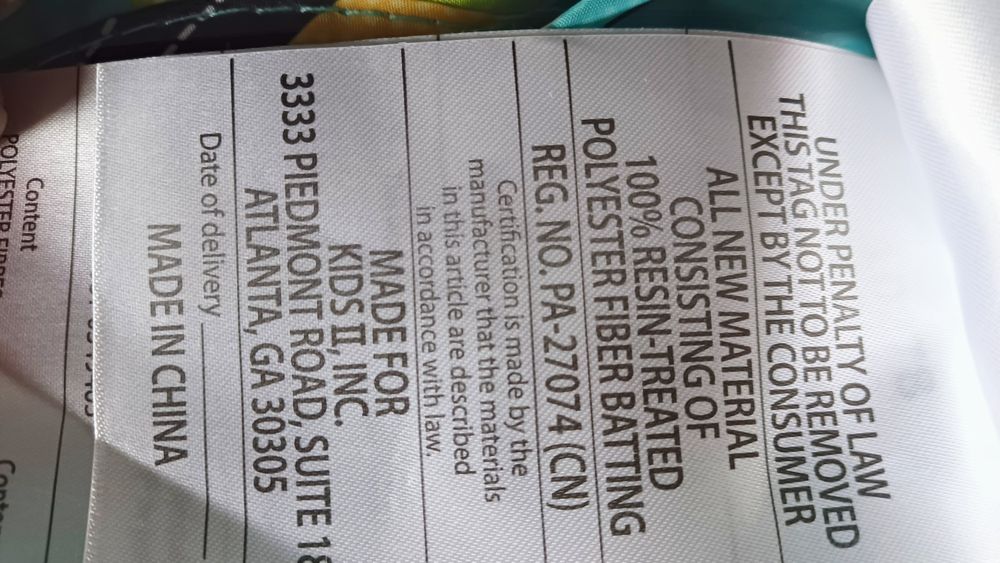 UNDER PENALTY OF LAW
THIS TAG NOT TO BE REMOVED
EXCEPT BY THE CONSUMER
ALL NEW MATERIAL
CONSISTING OF
100% RESIN-TREATED
POLYESTER FIBER BATTING
REG. NO. PA-27074 (CN)
Certification is made by the
manufacturer that the materials
in this article are described
in accordance with law.
MADE FOR
KIDS II, INC.
3333 PIEDMONT ROAD, SUITE 18
ATLANTA, GA 30305
Date of delivery
MADE IN CHINA
Content
POLYESTER